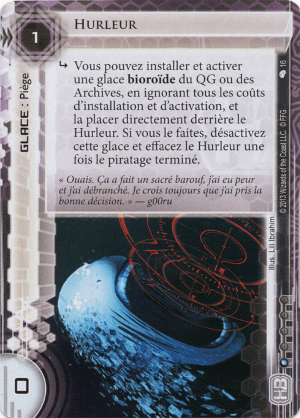 Hurleur
1
GLACE : Piège
↳ Vous pouvez installer et activer
une glace bioroïde du QG ou des
Archives, en ignorant tous les coûts
d'installation et d'activation, et
la placer directement derrière le
Hurleur. Si vous le faites, désactivez
cette glace et effacez le Hurleur une
fois le piratage terminé.
« Ouais. Ça a fait un sacré barouf, j'ai eu peur
et j'ai débranché. Je crois toujours que j'ai pris la
bonne décision. » — g00ru
16
© 2013 Wizards of the Coast LLC. © FFG
Illus. Lili Ibrahim
0
HB